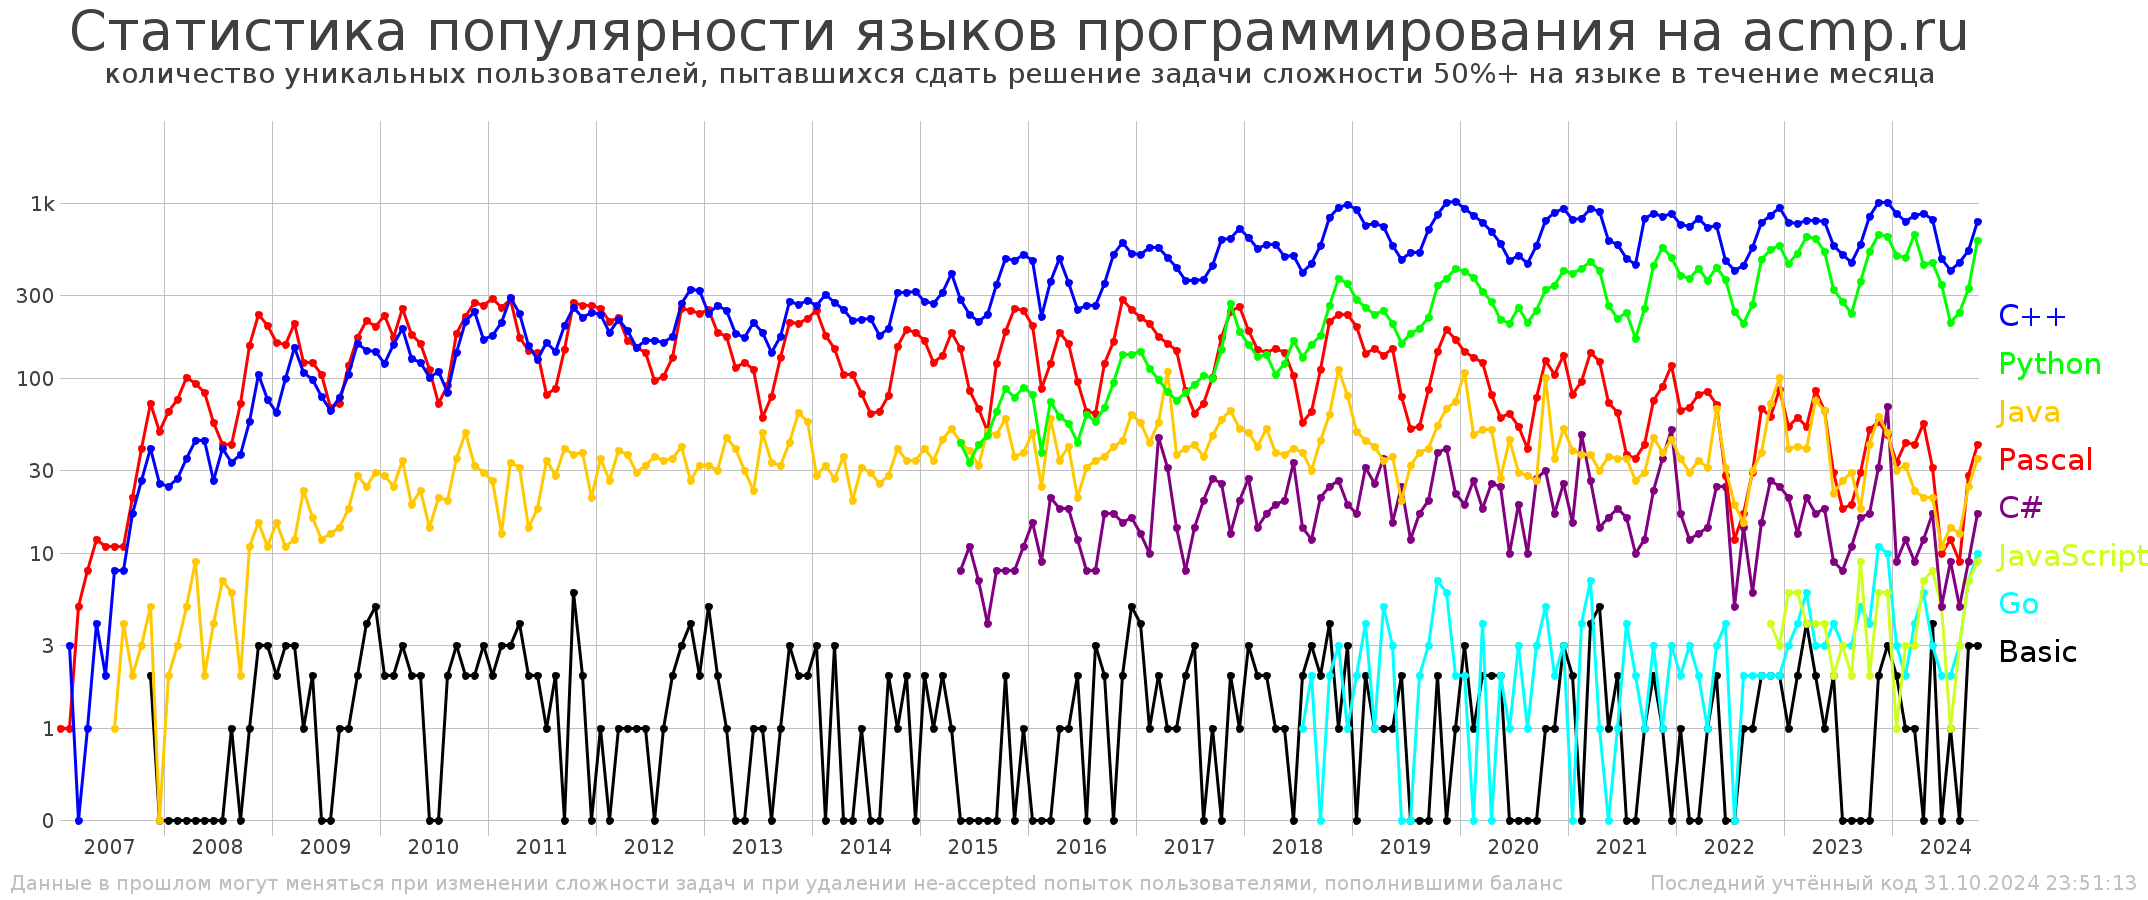 Статистика популярности языков программирования на acmp.ru
количество уникальных пользователей, пытавшихся сдать решение задачи сложности 50%+ на языке в течение месяца
1k
300
100
30
10
3
1
0
C++
Python
Java
Pascal
C#
JavaScript
Go
Basic
2007 2008 2009 2010 2011 2012 2013 2014 2015 2016 2017 2018 2019 2020 2021 2022 2023 2024
Данные в прошлом могут меняться при изменении сложности задач и при удалении не-accepted попыток пользователями, пополнившими баланс
Последний учтённый код 31.10.2024 23:51:13